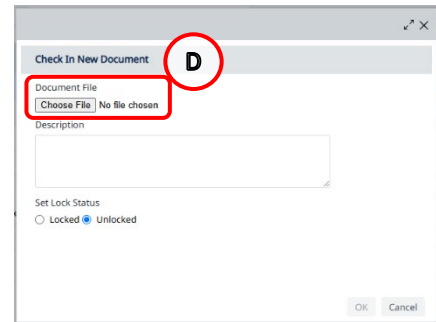 Check In New Document
D
Document File
Choose File No file chosen
Description
Set Lock Status
Locked Unlocked
OK Cancel